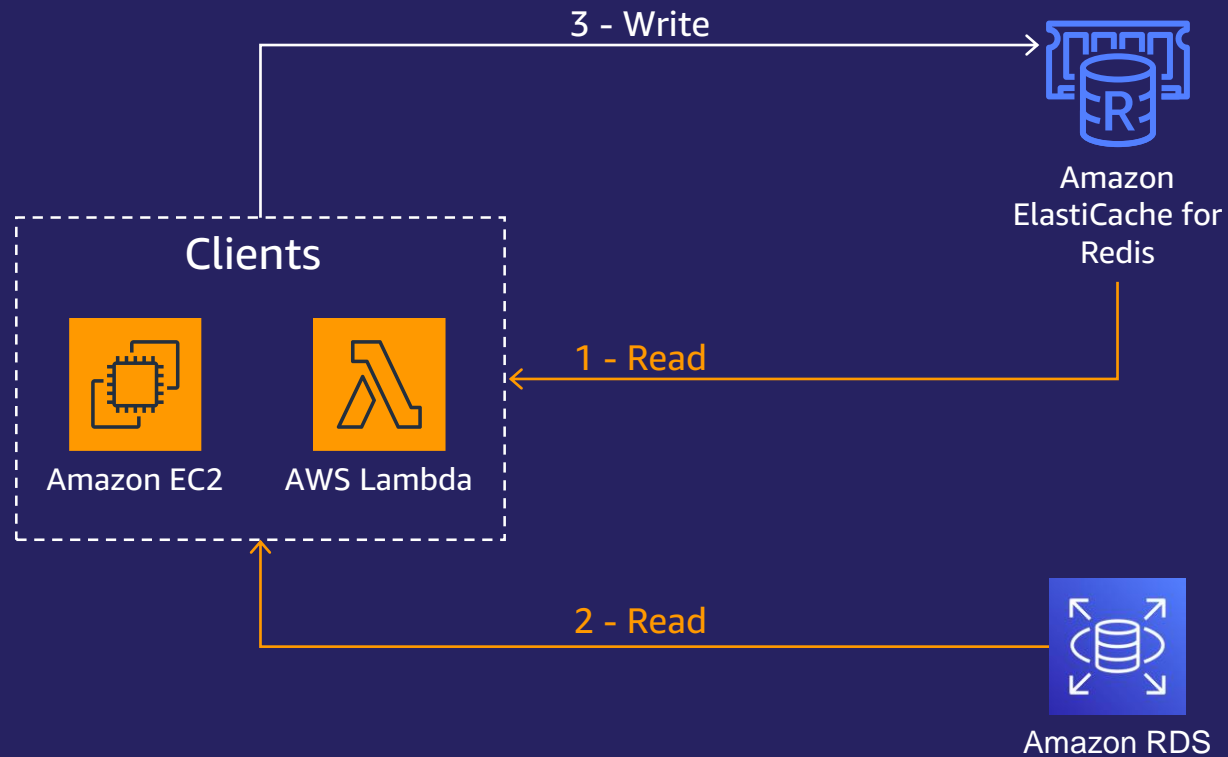 3 - Write
R
Amazon
ElastiCache for
Redis
Clients
1 - Read
Amazon EC2
AWS Lambda
2 - Read
Amazon RDS